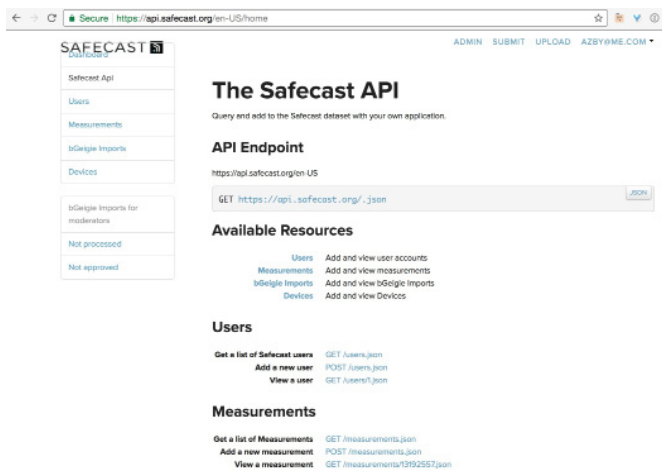 Secure https://api.safecast.org/en-US/home
SAFECAST
ADMIN SUBMIT UPLOAD AZBY@ME.COM
Dashboard
Safecast Api
Users
Measurements
bGeigie Imports
Devices
bGeigie Imports for
moderators
Not processed
Not approved
The Safecast API
Query and add to the Safecast dataset with your own application.
API Endpoint
https://api.safecast.org/en-US
JSON
GET https://api.safecast.org/.json
Available Resources
Users Add and view user accounts
Measurements Add and view measurements
bGeigie Imports Add and view bGeigie Imports
Devices Add and view Devices
Users
Get a list of Safecast users GET /users.json
Add a new user POST /users.json
View a user GET /users/1.json
Measurements
Get a list of Measurements GET /measurements.json
Add a new measurement POST /measurements.json
View a measurement GET /measurements/13192557.json